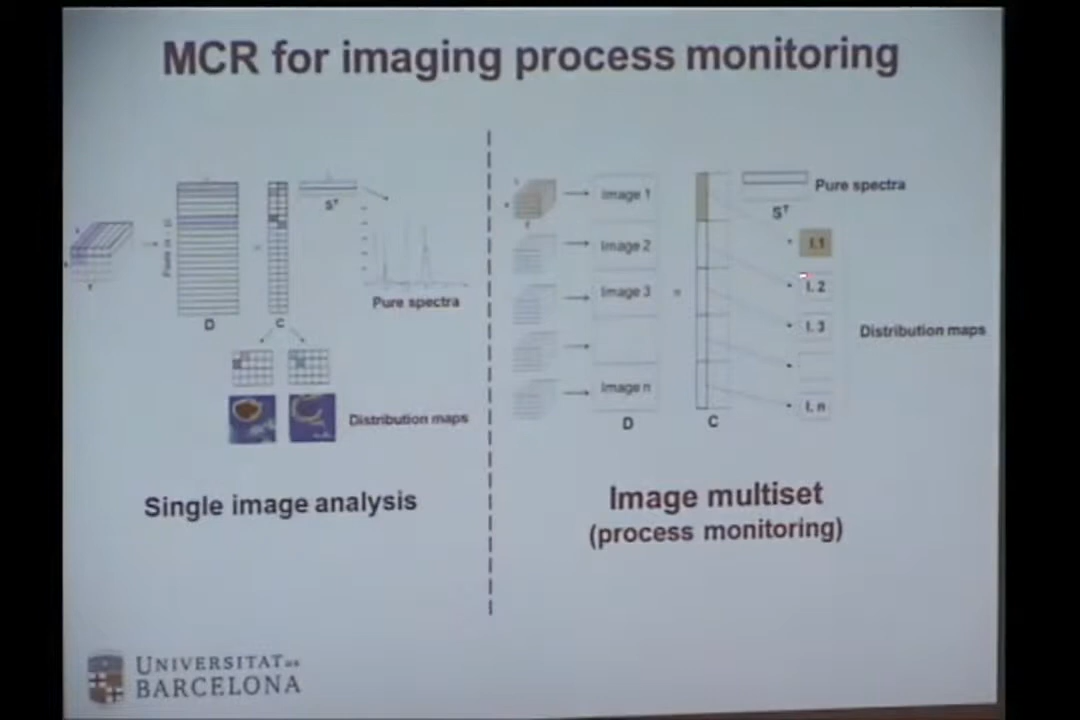 MCR for imaging process monitoring
D
C
Sᵀ
Pure spectra
Distribution maps
Single image analysis
Image 1
Image 2
Image 3
Image n
D
=
C
Pure spectra
Sᵀ
I.1
I. 2
I. 3
I. n
Distribution maps
Image multiset
(process monitoring)
UNIVERSITAT DE
BARCELONA